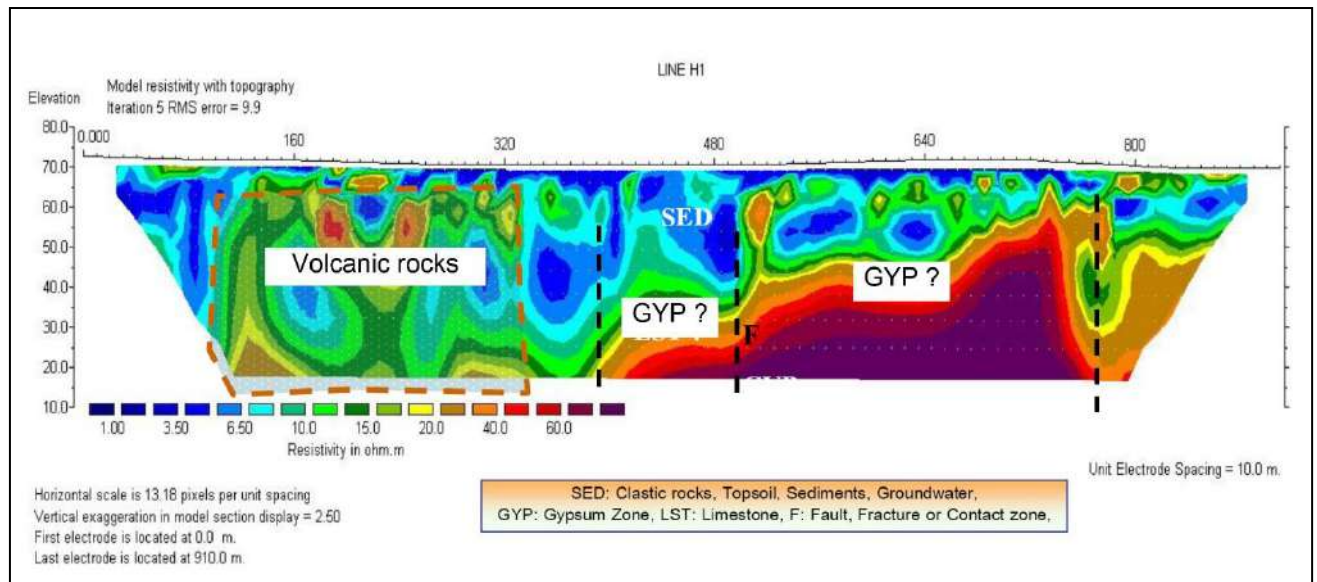 LINE H1
Model resistivity with topography
Iteration 5 RMS error = 9.9
Elevation
0.000 160 320 480 640 800
80.0
70.0
60.0
50.0
40.0
30.0
20.0
10.0
SED
Volcanic rocks
GYP ?
GYP ?
F
1.00 3.50 6.50 10.0 15.0 20.0 40.0 60.0
Resistivity in ohm.m
Unit Electrode Spacing = 10.0 m.
Horizontal scale is 13.18 pixels per unit spacing
Vertical exaggeration in model section display = 2.50
First electrode is located at 0.0 m.
Last electrode is located at 910.0 m.
SED: Clastic rocks, Topsoil, Sediments, Groundwater,
GYP: Gypsum Zone, LST: Limestone, F: Fault, Fracture or Contact zone,